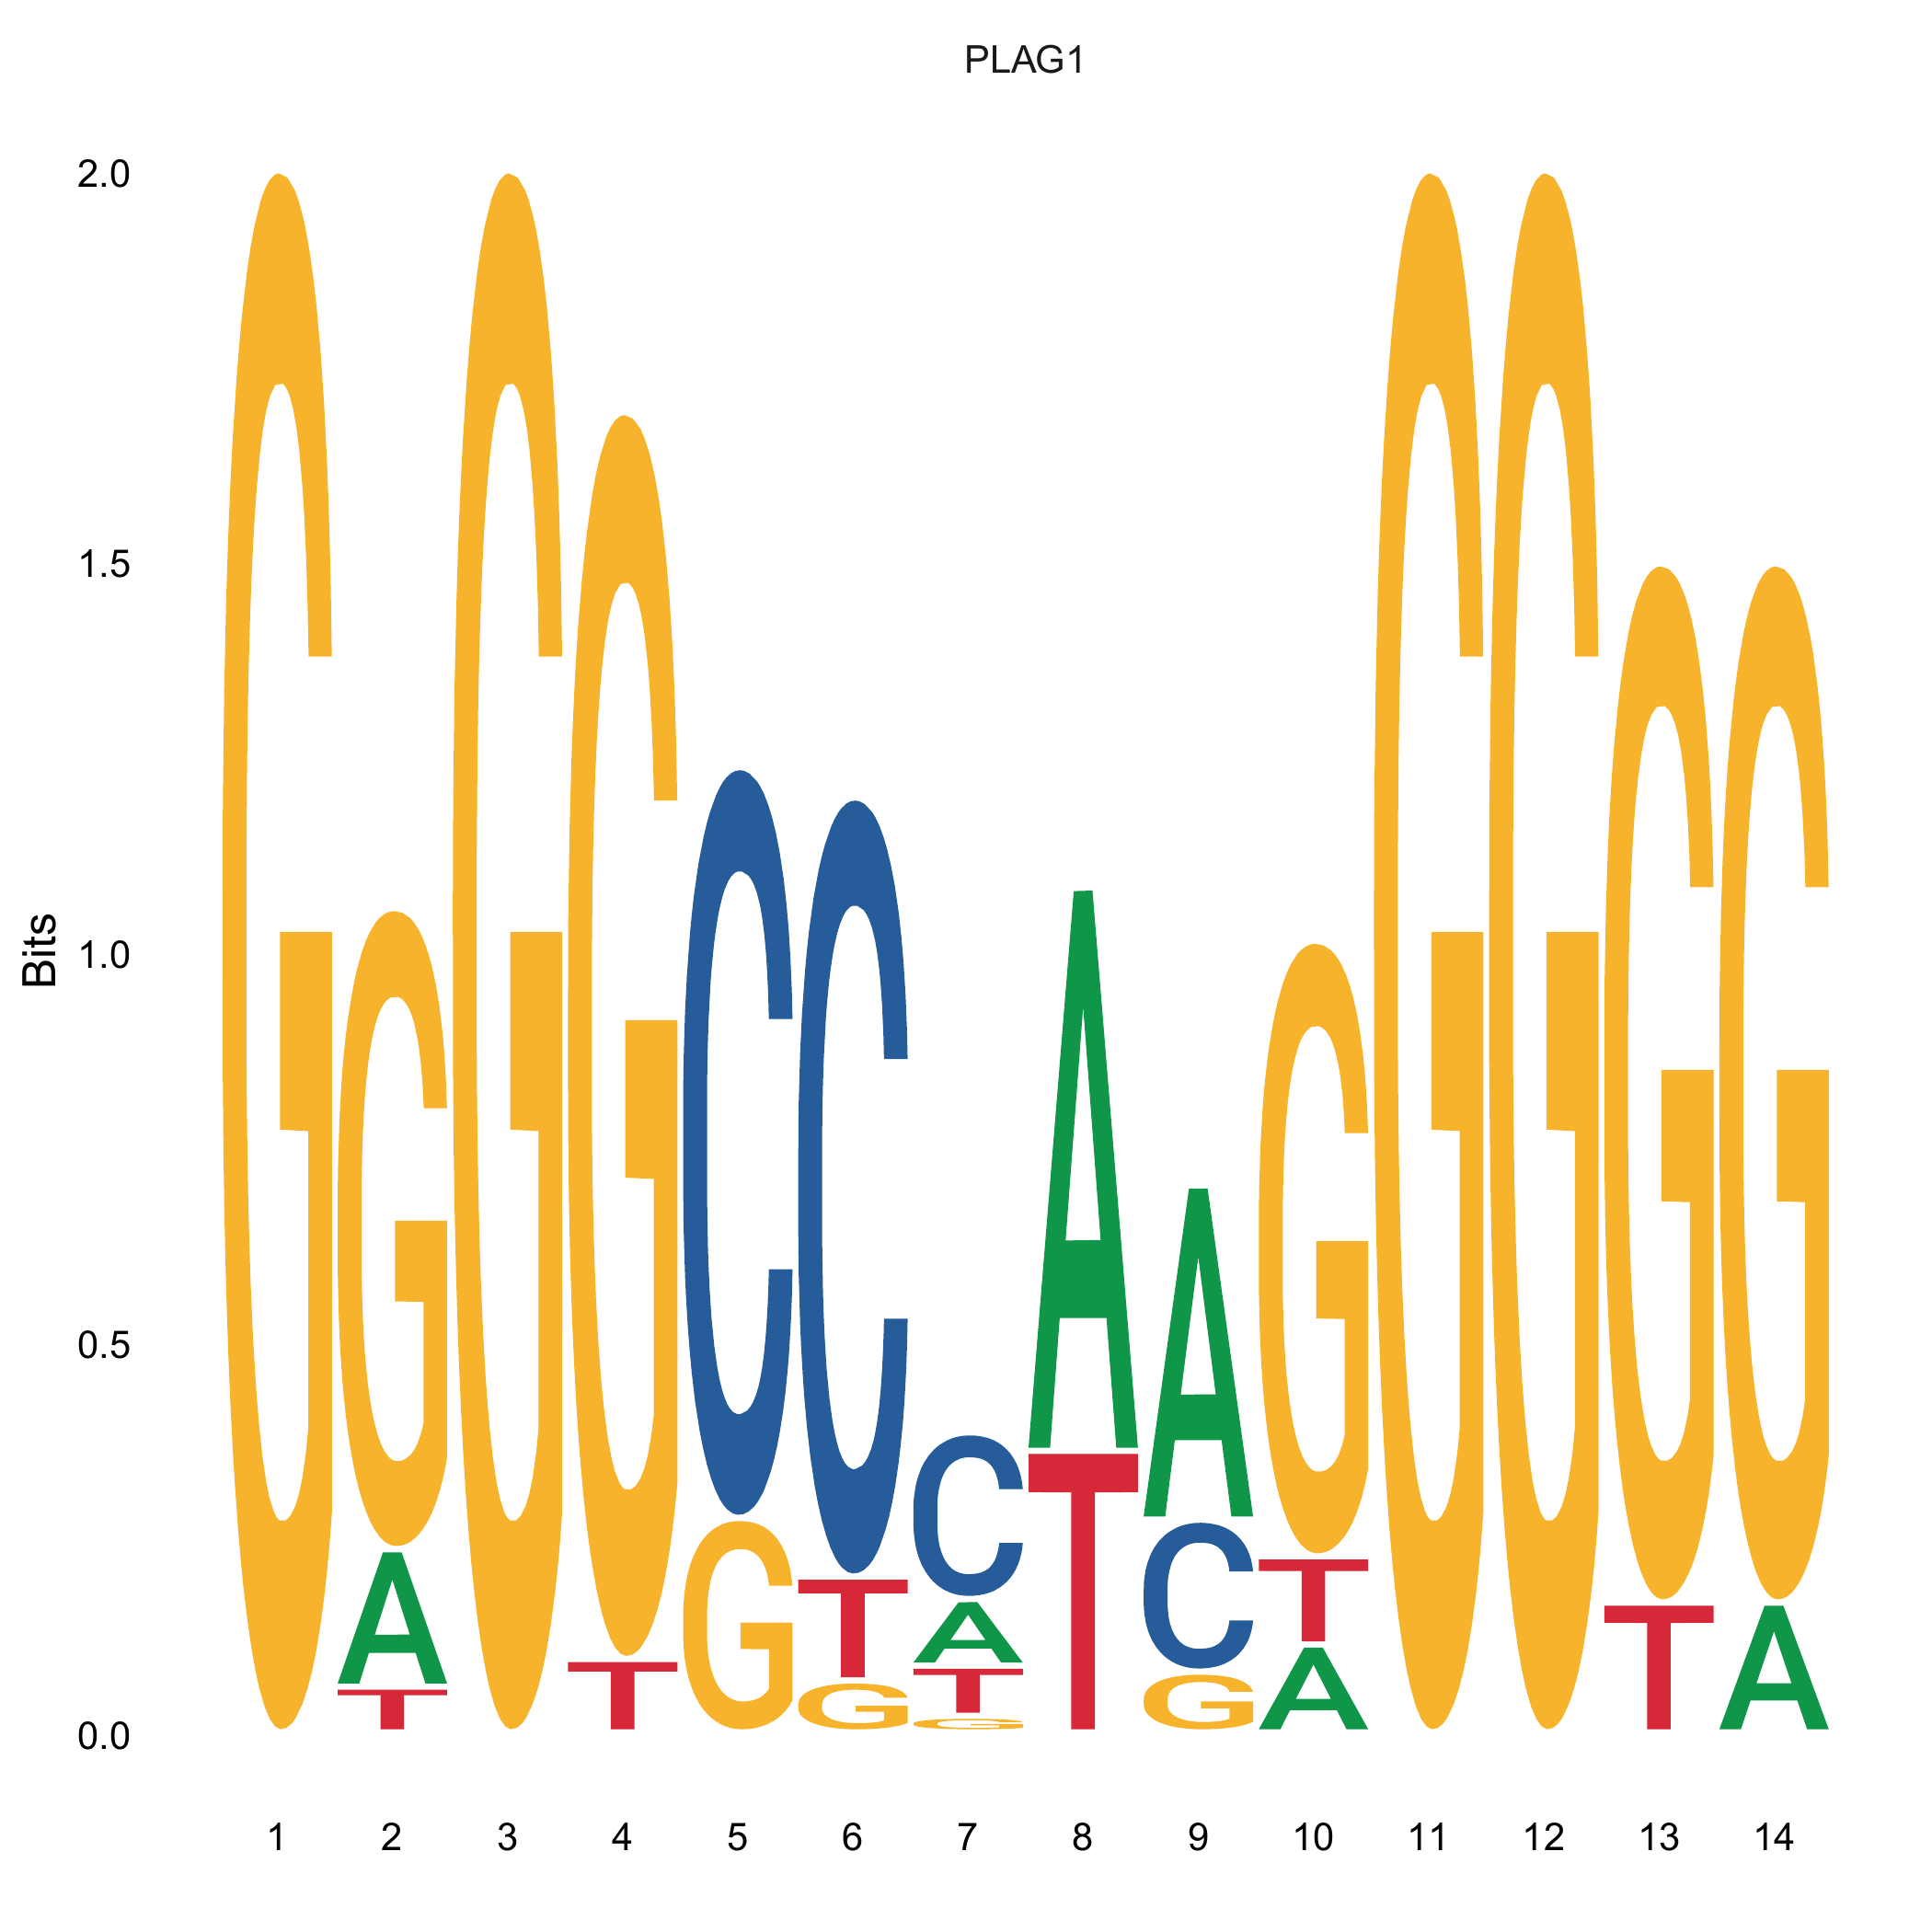 PLAG1
2.0
1.5
1.0
0.5
0.0
Bits
G G G G C C C A A G G G G G
A T T G T A T C T T A
T G T G A
G
1 2 3 4 5 6 7 8 9 10 11 12 13 14